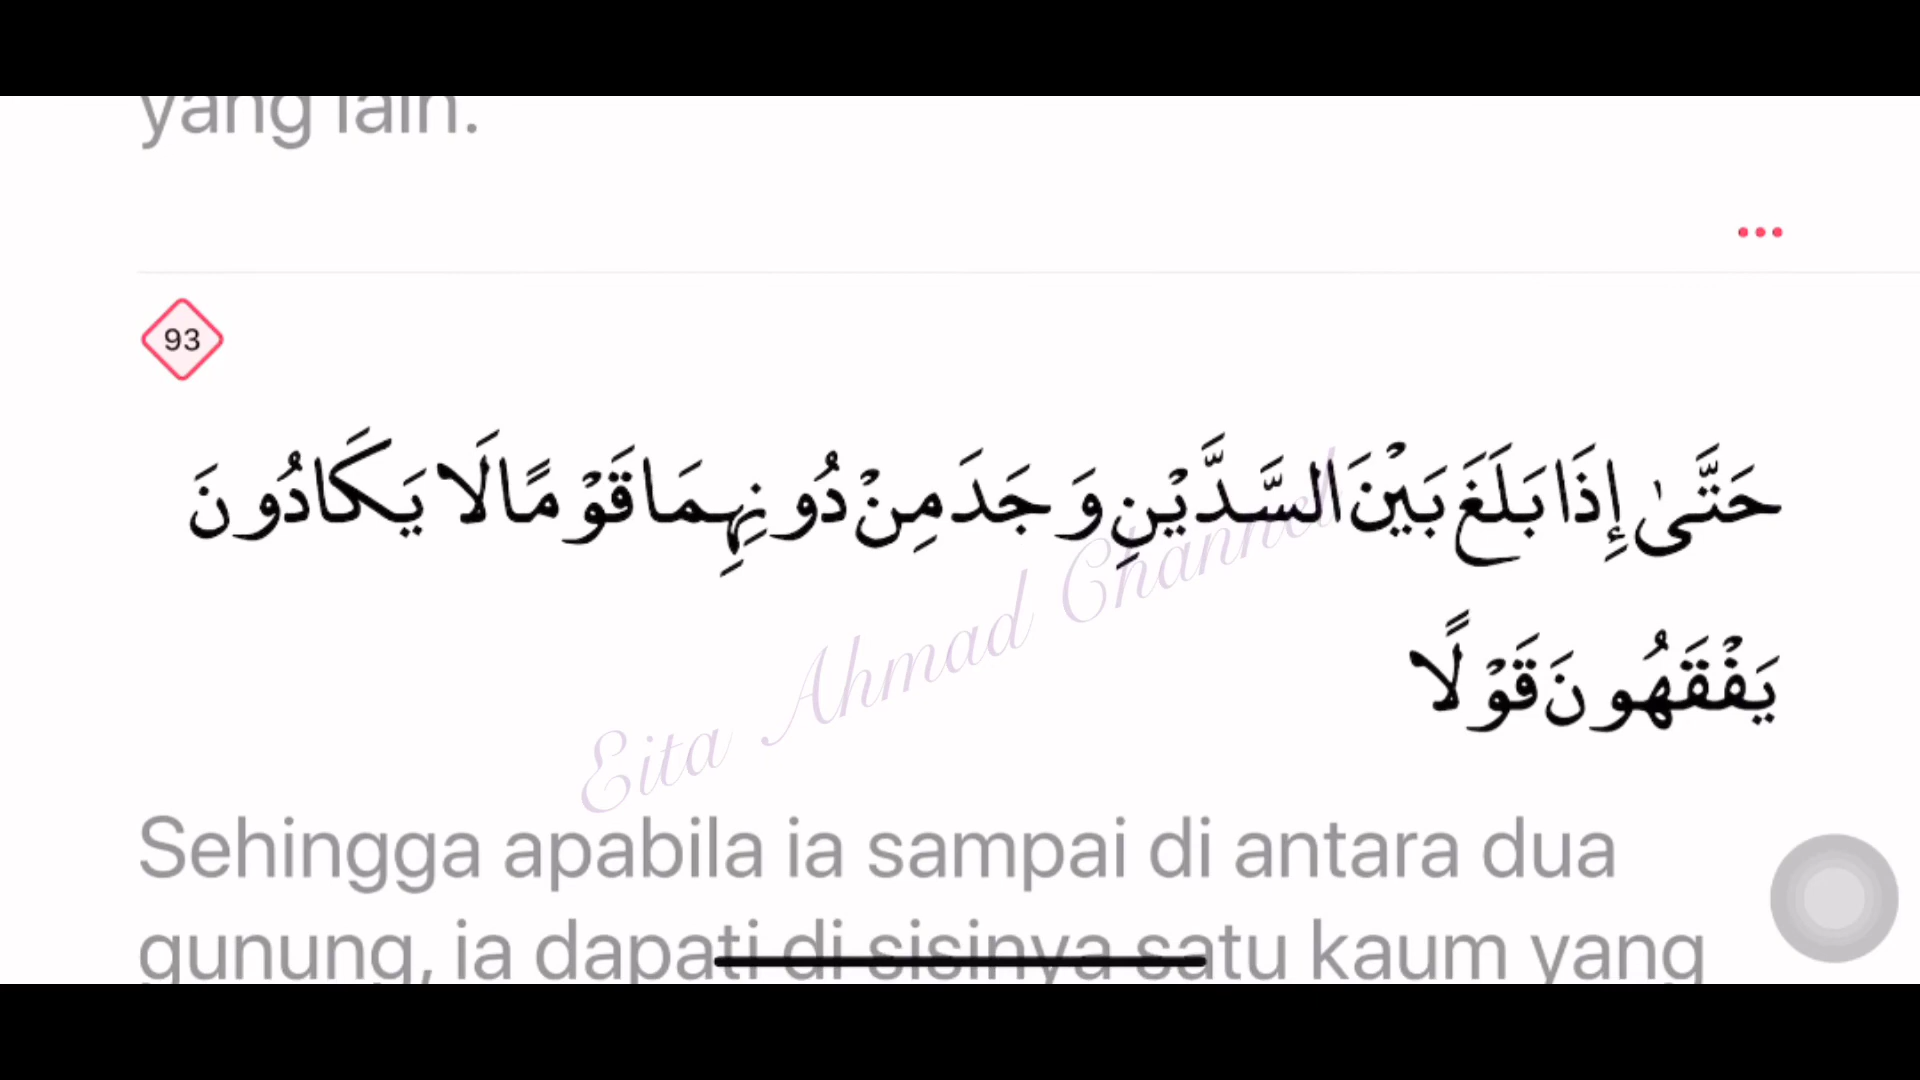 yang lain.
93
حَتَّىٰ إِذَا بَلَغَ بَيْنَ السَّدَّيْنِ وَجَدَ مِنْ دُونِهِمَا قَوْمًا لَا يَكَادُونَ
يَفْقَهُونَ قَوْلًا
Eita Ahmad Channel
Sehingga apabila ia sampai di antara dua
gunung, ia dapati di sisinya satu kaum yang